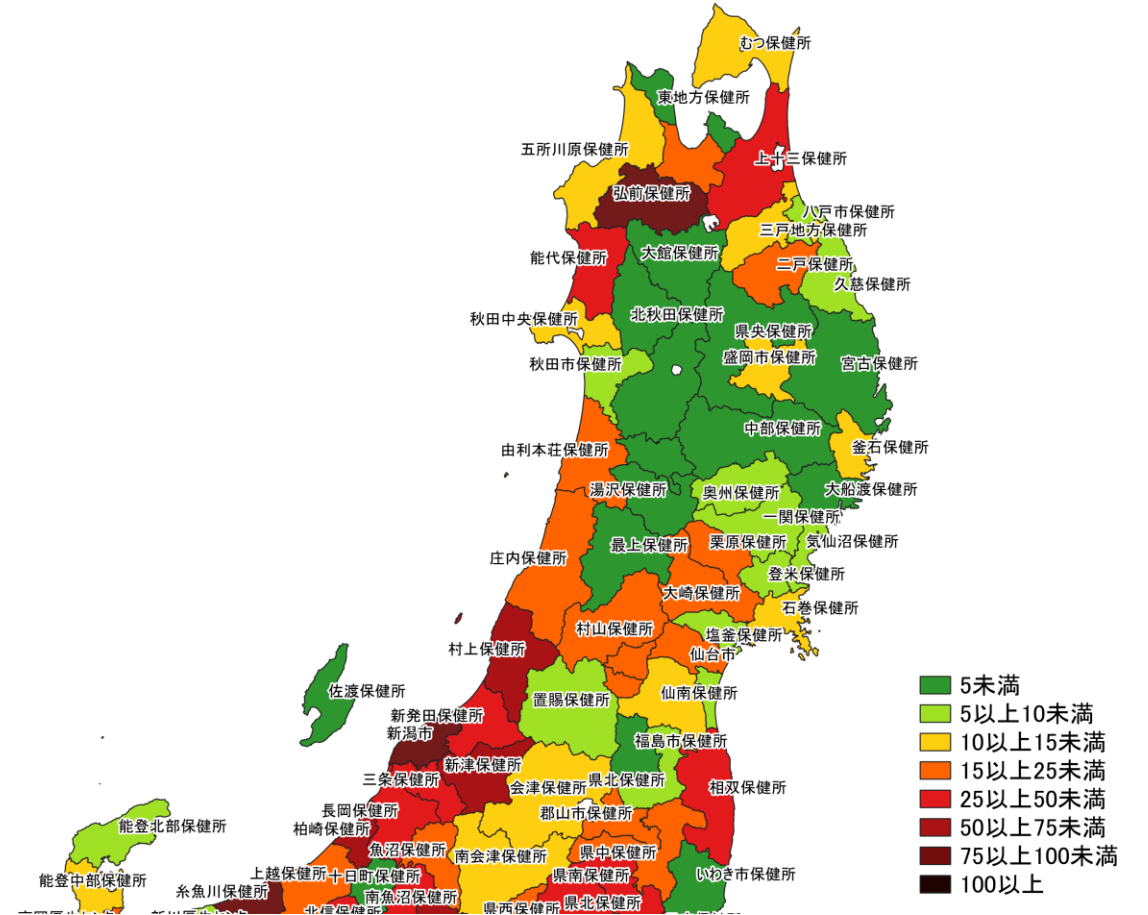 むつ保健所
東地方保健所
五所川原保健所
上十三保健所
弘前保健所
八戸市保健所
三戸地方保健所
大館保健所
能代保健所
二戸保健所
久慈保健所
北秋田保健所
秋田中央保健所
県央保健所
盛岡市保健所
秋田市保健所
宮古保健所
中部保健所
由利本荘保健所
釜石保健所
湯沢保健所
奥州保健所
大船渡保健所
一関保健所
栗原保健所
気仙沼保健所
最上保健所
庄内保健所
登米保健所
大崎保健所
石巻保健所
村山保健所
塩釜保健所
村上保健所
仙台市
佐渡保健所
置賜保健所
仙南保健所
新発田保健所
新潟市
福島市保健所
新津保健所
三条保健所
会津保健所
県北保健所
相双保健所
長岡保健所
郡山市保健所
能登北部保健所
柏崎保健所
魚沼保健所
南会津保健所
県中保健所
上越保健所
十日町保健所
県南保健所
いわき市保健所
能登中部保健所
糸魚川保健所
南魚沼保健所
県西保健所
県北保健所
北信保健所
5未満
5以上10未満
10以上15未満
15以上25未満
25以上50未満
50以上75未満
75以上100未満
100以上